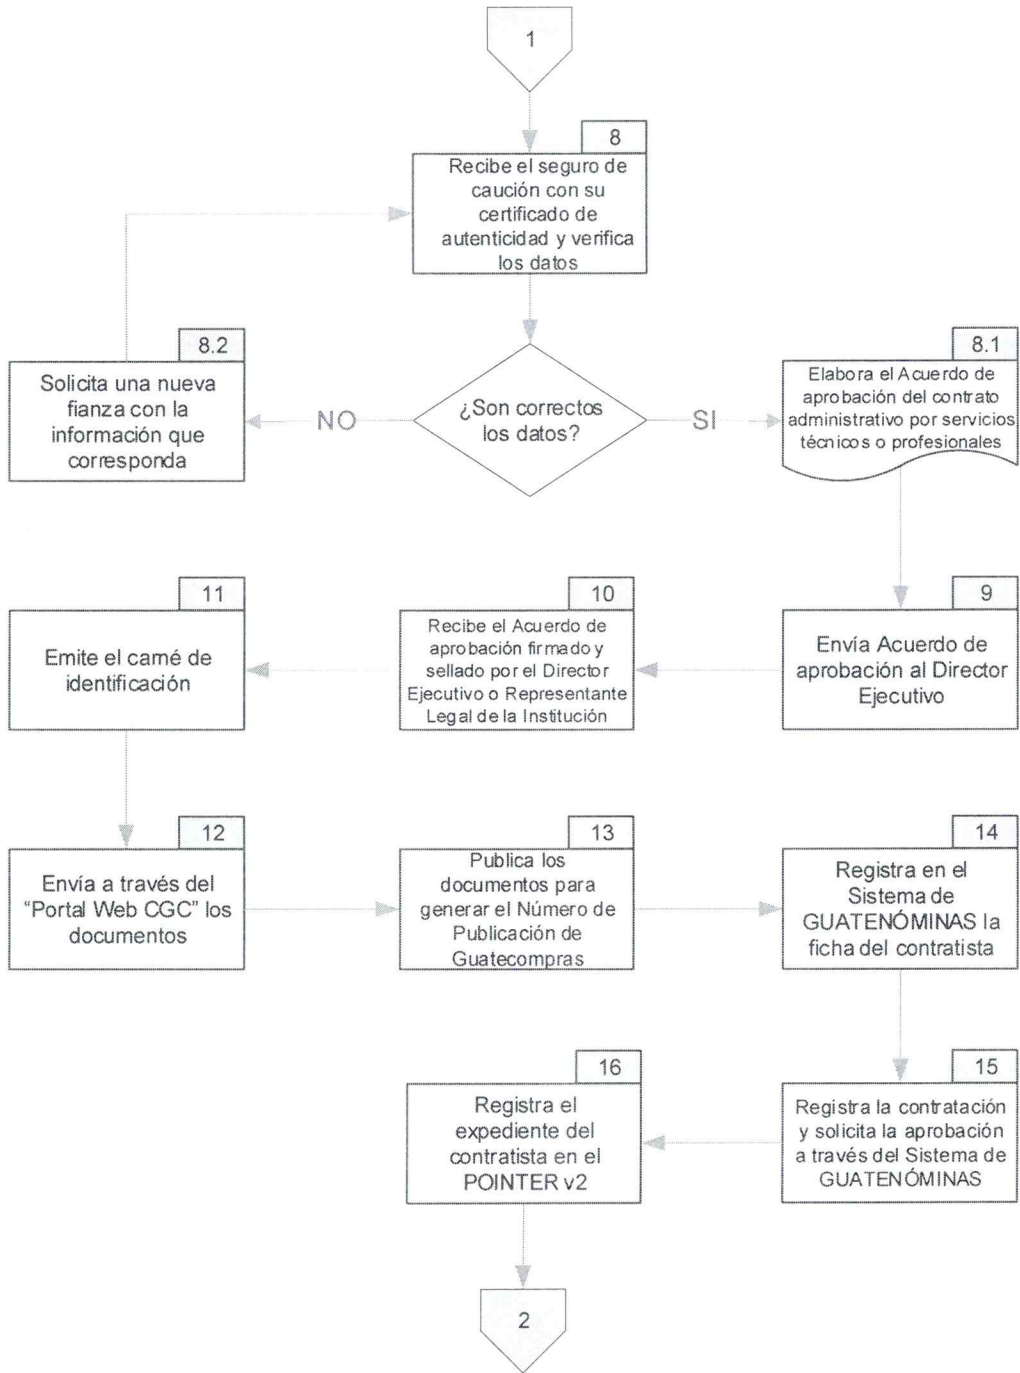 1
8
Recibe el seguro de
caución con su
certificado de
autenticidad y verifica
los datos
8.2
Solicita una nueva
fianza con la
información que
corresponda
NO
¿Son correctos
los datos?
SI
8.1
Elabora el Acuerdo de
aprobación del contrato
administrativo por servicios
técnicos o profesionales
9
Envía Acuerdo de
aprobación al Director
Ejecutivo
10
Recibe el Acuerdo de
aprobación firmado y
sellado por el Director
Ejecutivo o Representante
Legal de la Institución
11
Emite el carné de
identificación
12
Envía a través del
“Portal Web CGC” los
documentos
13
Publica los
documentos para
generar el Número de
Publicación de
Guatecompras
14
Registra en el
Sistema de
GUATENÓMINAS la
ficha del contratista
15
Registra la contratación
y solicita la aprobación
a través del Sistema de
GUATENÓMINAS
16
Registra el
expediente del
contratista en el
POINTER v2
2